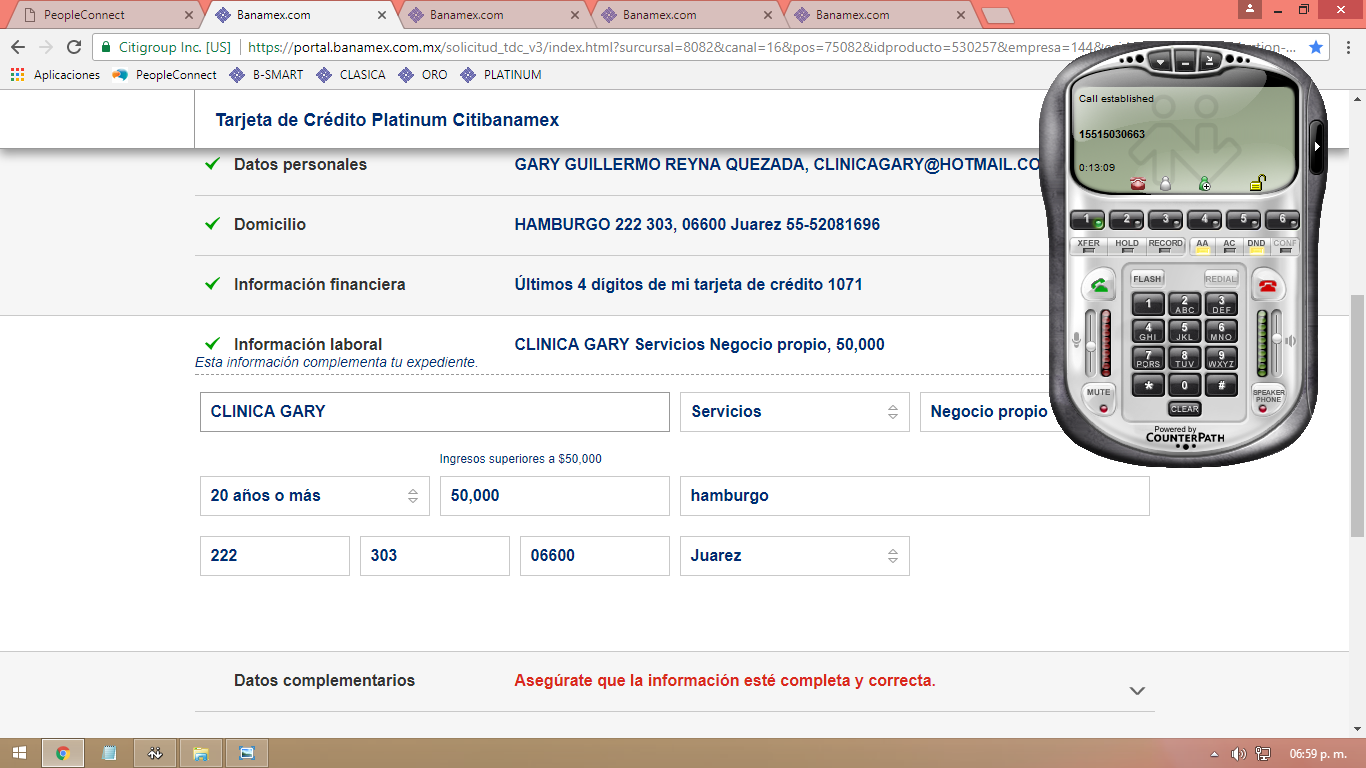 PeopleConnect
Banamex.com
Banamex.com
Banamex.com
Banamex.com
Citigroup Inc. [US]
https://portal.banamex.com.mx/solicitud_tdc_v3/index.html?sursursal=8082&canal=16&pos=75082&idproducto=530257&empresa=144
Aplicaciones
PeopleConnect
B-SMART
CLASICA
ORO
PLATINUM
Tarjeta de Crédito Platinum Citibanamex
Datos personales
GARY GUILLERMO REYNA QUEZADA, CLINICAGARY@HOTMAIL.CO
Domicilio
HAMBURGO 222 303, 06600 Juarez 55-52081696
Información financiera
Últimos 4 dígitos de mi tarjeta de crédito 1071
Información laboral
CLINICA GARY Servicios Negocio propio, 50,000
Esta información complementa tu expediente.
CLINICA GARY
Servicios
Negocio propio
Ingresos superiores a $50,000
20 años o más
50,000
hamburgo
222
303
06600
Juarez
Datos complementarios
Asegúrate que la información esté completa y correcta.
Call established
15515030663
0:13:09
1 2 3 4 5 6
XFER HOLD RECORD AA AC DND CONF
FLASH
REDIAL
1 2 ABC 3 DEF
4 GHI 5 JKL 6 MNO
7 PQRS 8 TUV 9 WXYZ
* 0 #
MUTE
CLEAR
SPEAKER PHONE
Powered by
COUNTERPATH
06:59 p. m.